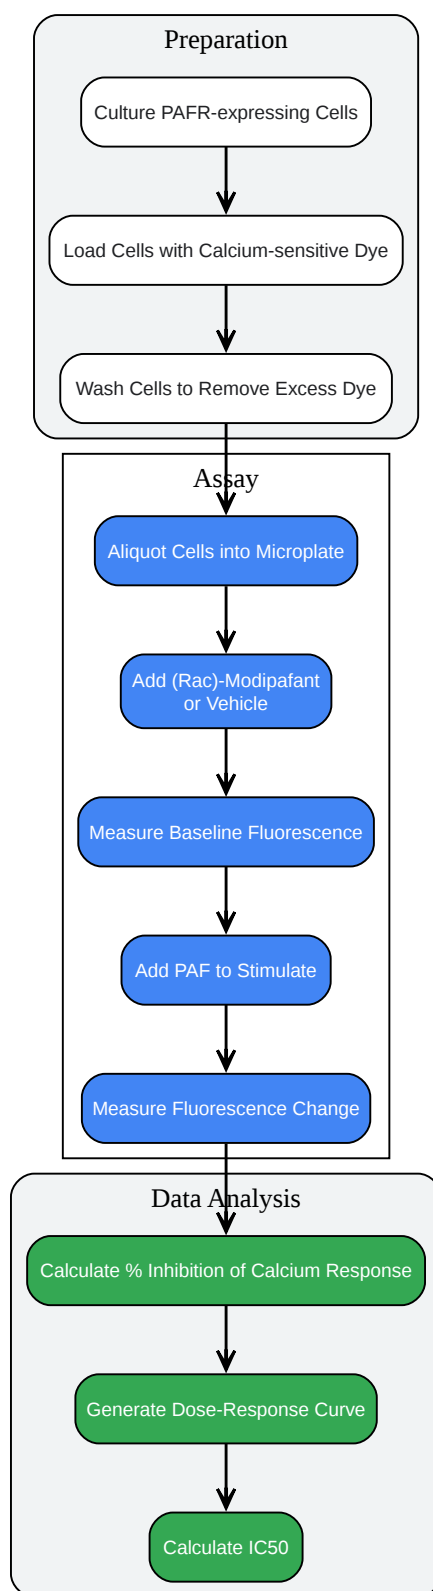 Preparation
Culture PAFR-expressing Cells
Load Cells with Calcium-sensitive Dye
Wash Cells to Remove Excess Dye
Assay
Aliquot Cells into Microplate
Add (Rac)-Modipafant
or Vehicle
Measure Baseline Fluorescence
Add PAF to Stimulate
Measure Fluorescence Change
Data Analysis
Calculate % Inhibition of Calcium Response
Generate Dose-Response Curve
Calculate IC50